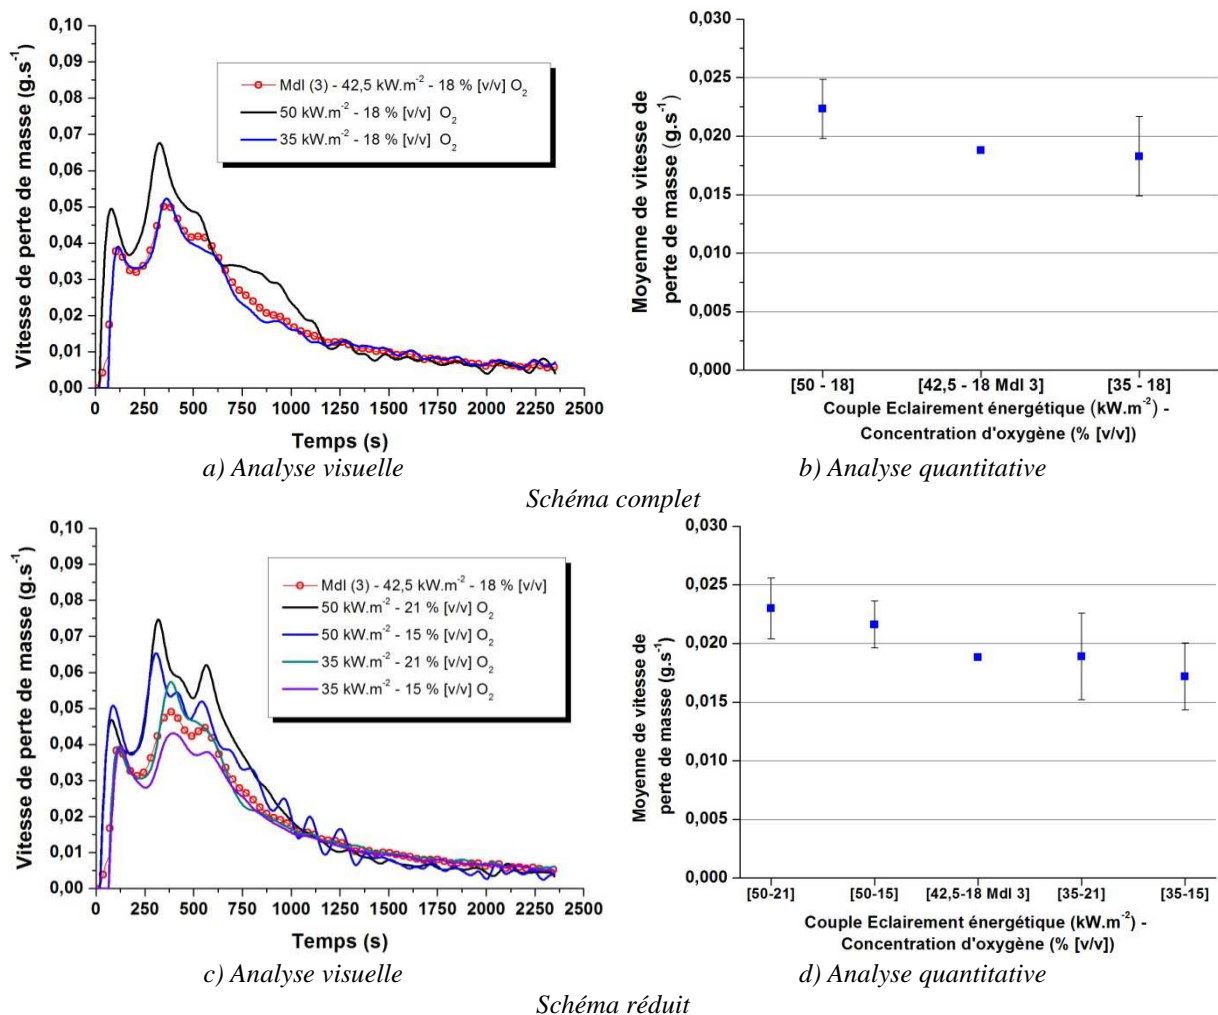 0,10
0,09
0,08
0,07
0,06
0,05
0,04
0,03
0,02
0,01
0,00
Vitesse de perte de masse (g.s⁻¹)
Mdl (3) - 42,5 kW.m⁻² - 18 % [v/v] O₂
50 kW.m⁻² - 18 % [v/v] O₂
35 kW.m⁻² - 18 % [v/v] O₂
0 250 500 750 1000 1250 1500 1750 2000 2250 2500
Temps (s)
a) Analyse visuelle
0,030
0,025
0,020
0,015
0,010
0,005
0,000
Moyenne de vitesse de
perte de masse (g.s⁻¹)
[50 - 18] [42,5 - 18 Mdl 3] [35 - 18]
Couple Eclairement énergétique (kW.m⁻²) -
Concentration d'oxygène (% [v/v])
b) Analyse quantitative
Schéma complet
0,10
0,09
0,08
0,07
0,06
0,05
0,04
0,03
0,02
0,01
0,00
Vitesse de perte de masse (g.s⁻¹)
Mdl (3) - 42,5 kW.m⁻² - 18 % [v/v]
50 kW.m⁻² - 21 % [v/v] O₂
50 kW.m⁻² - 15 % [v/v] O₂
35 kW.m⁻² - 21 % [v/v] O₂
35 kW.m⁻² - 15 % [v/v] O₂
0 250 500 750 1000 1250 1500 1750 2000 2250 2500
Temps (s)
c) Analyse visuelle
0,030
0,025
0,020
0,015
0,010
0,005
0,000
Moyenne de vitesse de
perte de masse (g.s⁻¹)
[50-21] [50-15] [42,5-18 Mdl 3] [35-21] [35-15]
Couple Eclairement énergétique (kW.m⁻²) -
Concentration d'oxygène (% [v/v])
d) Analyse quantitative
Schéma réduit